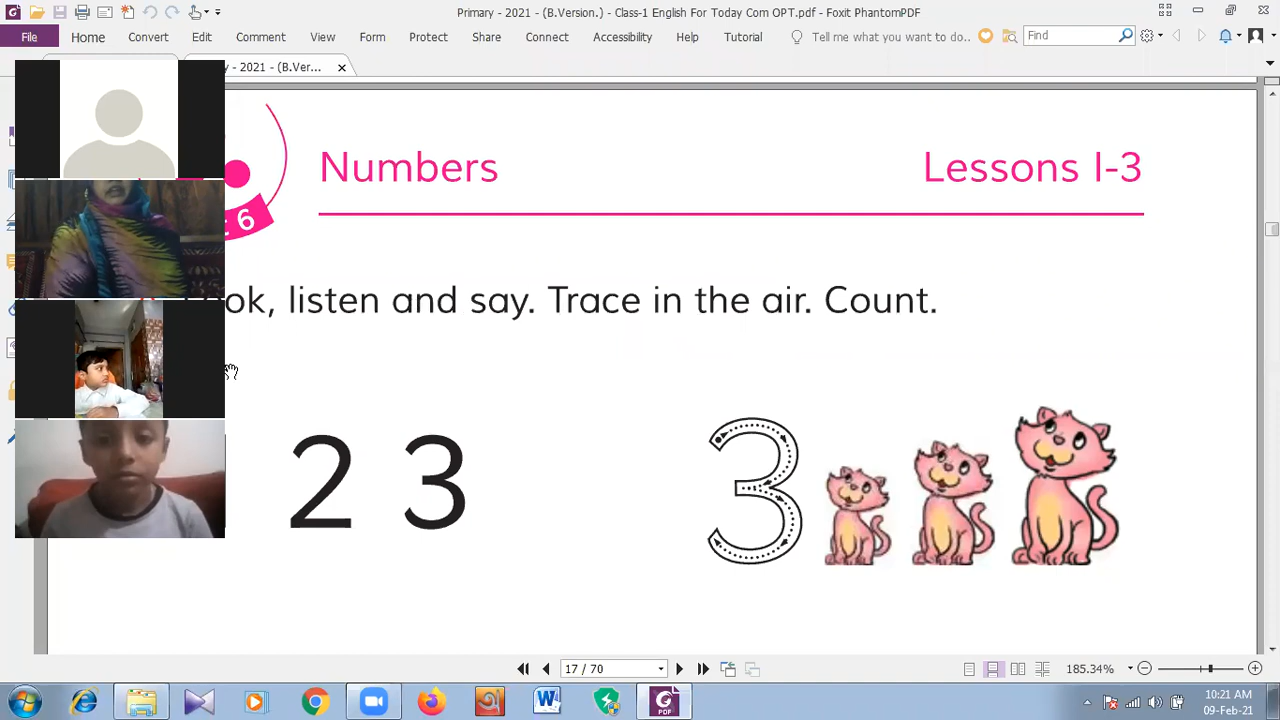 Primary - 2021 - (B.Version.) - Class-1 English For Today Version OPT.pdf - Foxit PhantomPDF
File Home Convert Edit Comment View Form Protect Share Connect Accessibility Help Tutorial Tell me what you want to do.. Find
y - 2021 - (B.Ver...
Numbers Lessons 1-3
t 6
ok, listen and say. Trace in the air. Count.
2 3 3
17 / 70 185.34%
10:21 AM
09-Feb-21